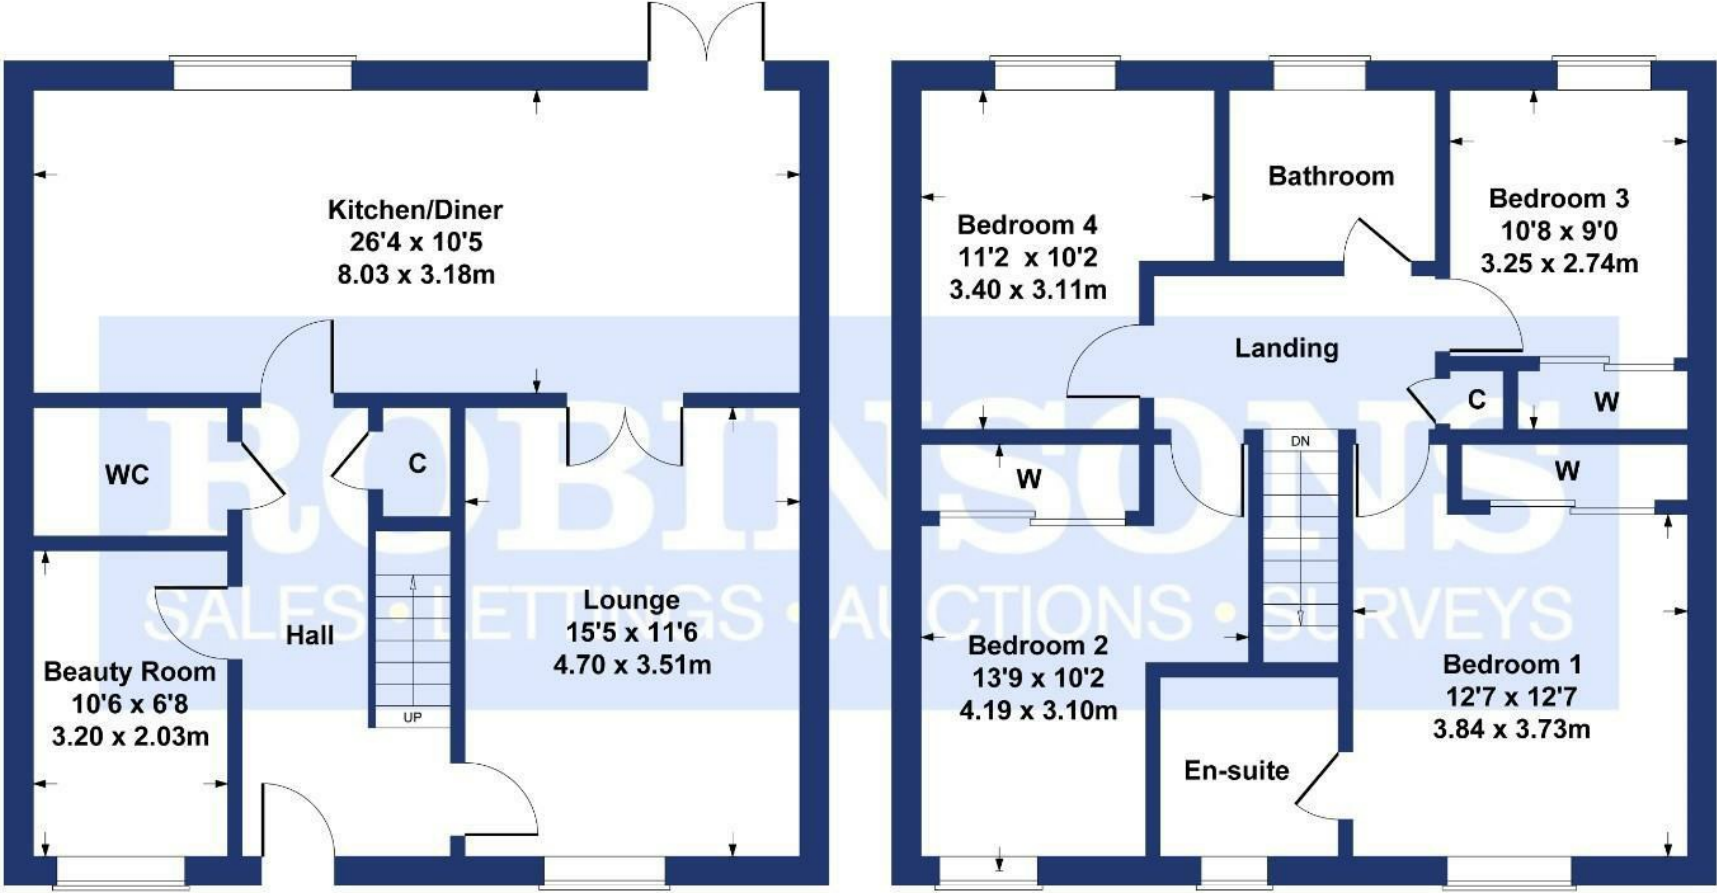 Kitchen/Diner
26'4 x 10'5
8.03 x 3.18m
WC
C
Hall
UP
Lounge
15'5 x 11'6
4.70 x 3.51m
Beauty Room
10'6 x 6'8
3.20 x 2.03m
Bedroom 4
11'2 x 10'2
3.40 x 3.11m
Bathroom
Bedroom 3
10'8 x 9'0
3.25 x 2.74m
Landing
C
W
W
DN
W
Bedroom 2
13'9 x 10'2
4.19 x 3.10m
Bedroom 1
12'7 x 12'7
3.84 x 3.73m
En-suite
ROBINSONS
SALES • LETTINGS • AUCTIONS • SURVEYS